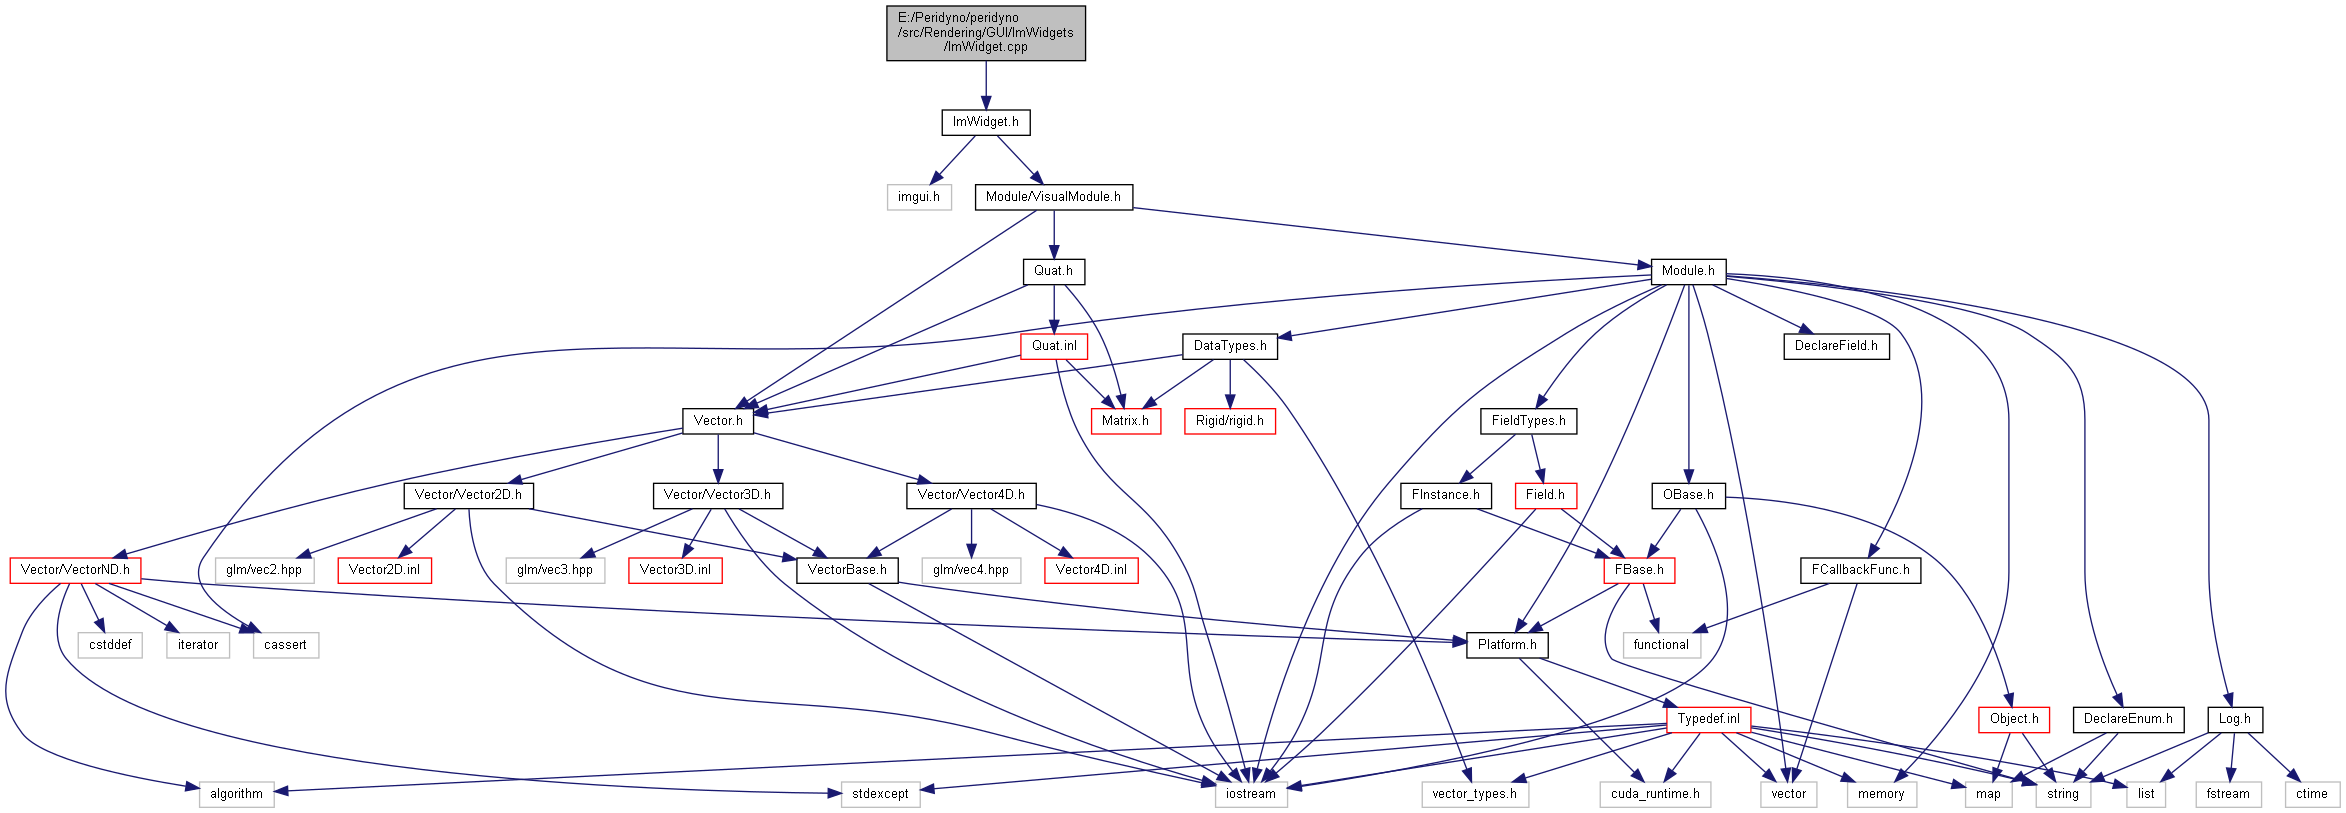 E:/Peridyno/peridyno
/src/Rendering/GUI/ImWidgets
/ImWidget.cpp
ImWidget.h
imgui.h
Module/VisualModule.h
Quat.h
Module.h
Quat.inl
DataTypes.h
DeclareField.h
Vector.h
Matrix.h
Rigid/rigid.h
FieldTypes.h
Vector/Vector2D.h
Vector/Vector3D.h
Vector/Vector4D.h
FInstance.h
Field.h
OBase.h
Vector/VectorND.h
glm/vec2.hpp
Vector2D.inl
glm/vec3.hpp
Vector3D.inl
VectorBase.h
glm/vec4.hpp
Vector4D.inl
FBase.h
FCallbackFunc.h
cstddef
iterator
cassert
Platform.h
functional
Typedef.inl
Object.h
DeclareEnum.h
Log.h
algorithm
stdexcept
iostream
vector_types.h
cuda_runtime.h
vector
memory
map
string
list
fstream
ctime